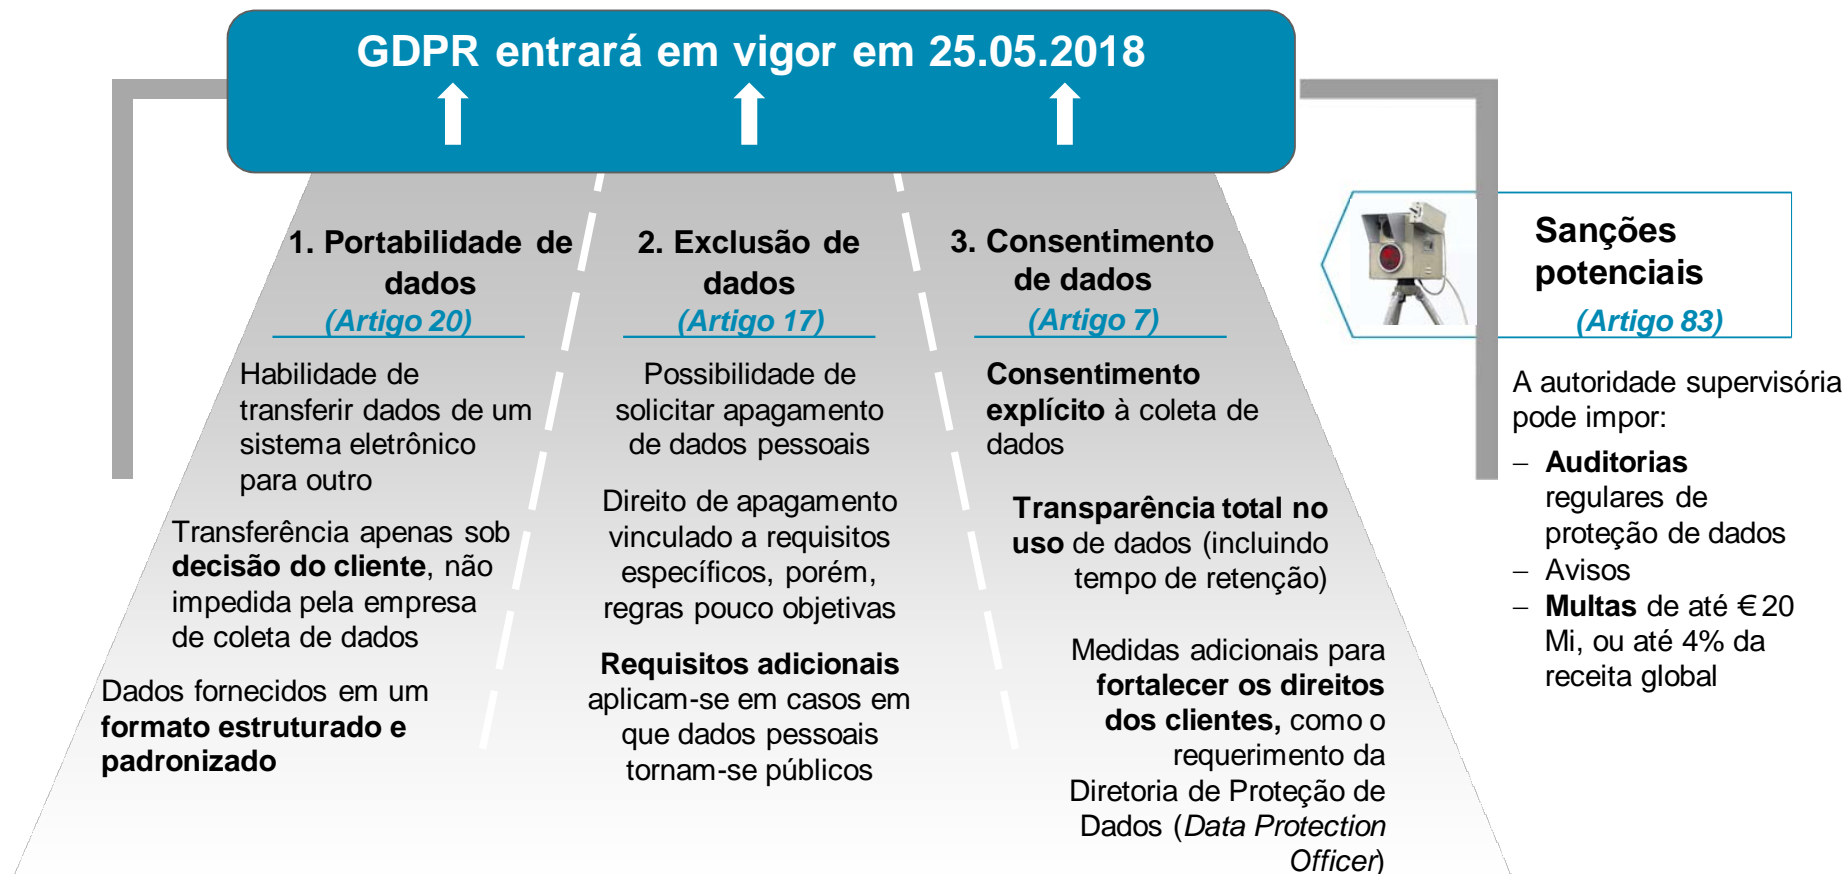 GDPR entrará em vigor em 25.05.2018
1. Portabilidade de
dados
(Artigo 20)
Habilidade de
transferir dados de um
sistema eletrônico
para outro
Transferência apenas sob
decisão do cliente, não
impedida pela empresa
de coleta de dados
Dados fornecidos em um
formato estruturado e
padronizado
2. Exclusão de
dados
(Artigo 17)
Possibilidade de
solicitar apagamento
de dados pessoais
Direito de apagamento
vinculado a requisitos
específicos, porém,
regras pouco objetivas
Requisitos adicionais
aplicam-se em casos em
que dados pessoais
tornam-se públicos
3. Consentimento
de dados
(Artigo 7)
Consentimento
explícito à coleta de
dados
Transparência total no
uso de dados (incluindo
tempo de retenção)
Medidas adicionais para
fortalecer os direitos
dos clientes, como o
requerimento da
Diretoria de Proteção de
Dados (Data Protection
Officer)
Sanções
potenciais
(Artigo 83)
A autoridade supervisória
pode impor:
– Auditorias
regulares de
proteção de dados
– Avisos
– Multas de até €20
Mi, ou até 4% da
receita global